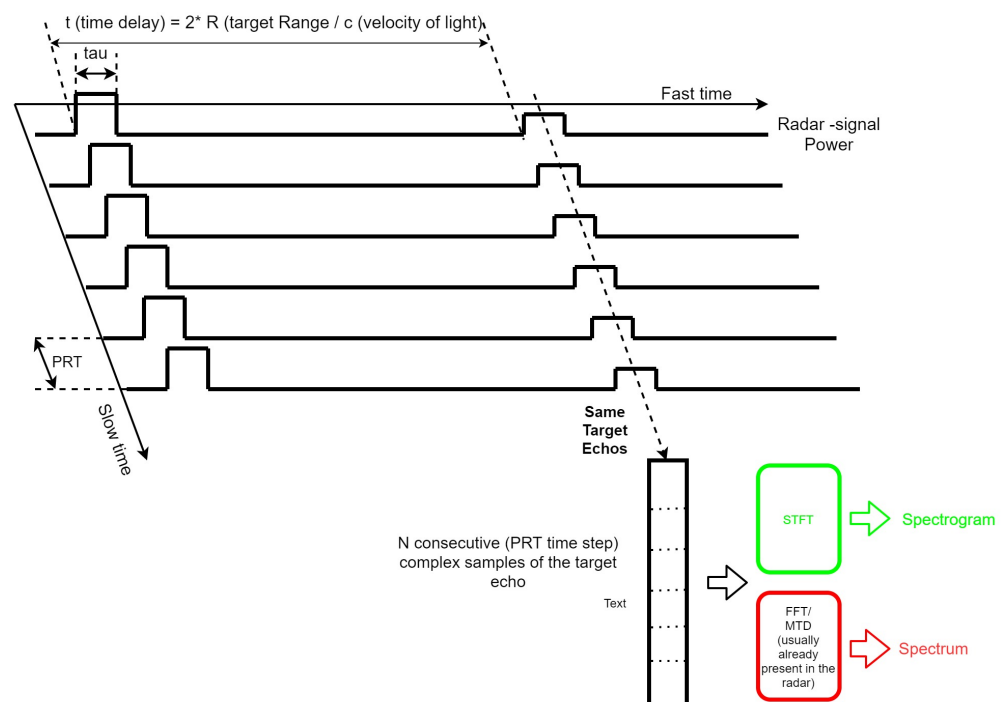 t (time delay) = 2* R (target Range / c (velocity of light)
tau
Fast time
Radar -signal
Power
PRT
Slow time
Same
Target
Echos
N consecutive (PRT time step)
complex samples of the target
echo
Text
STFT
Spectrogram
FFT/
MTD
(usually
already
present in the
radar)
Spectrum